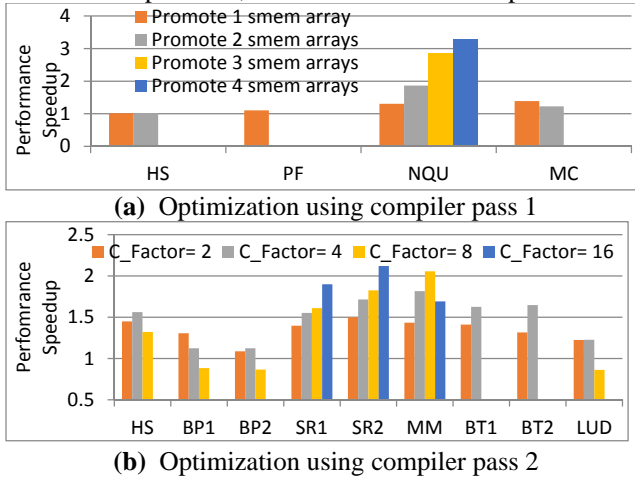 4
Promote 1 smem array
Promote 2 smem arrays
3
Promote 3 smem arrays
2
Promote 4 smem arrays
1
0
Performance
Speedup
HS PF NQU MC
(a) Optimization using compiler pass 1
2.5
C_Factor= 2 C_Factor= 4 C_Factor= 8 C_Factor= 16
2
1.5
1
0.5
Perfomrance
Speedup
HS BP1 BP2 SR1 SR2 MM BT1 BT2 LUD
(b) Optimization using compiler pass 2